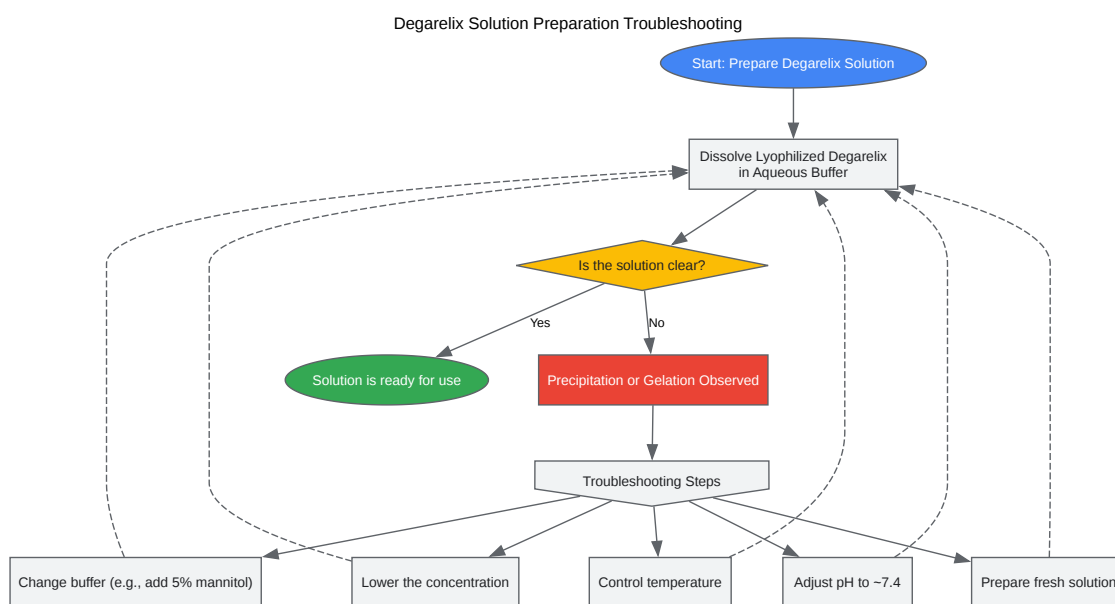 Degarelix Solution Preparation Troubleshooting
Start: Prepare Degarelix Solution
Dissolve Lyophilized Degarelix
in Aqueous Buffer
Is the solution clear?
Yes
No
Solution is ready for use
Precipitation or Gelation Observed
Troubleshooting Steps
Change buffer (e.g., add 5% mannitol)
Lower the concentration
Control temperature
Adjust pH to ~7.4
Prepare fresh solution